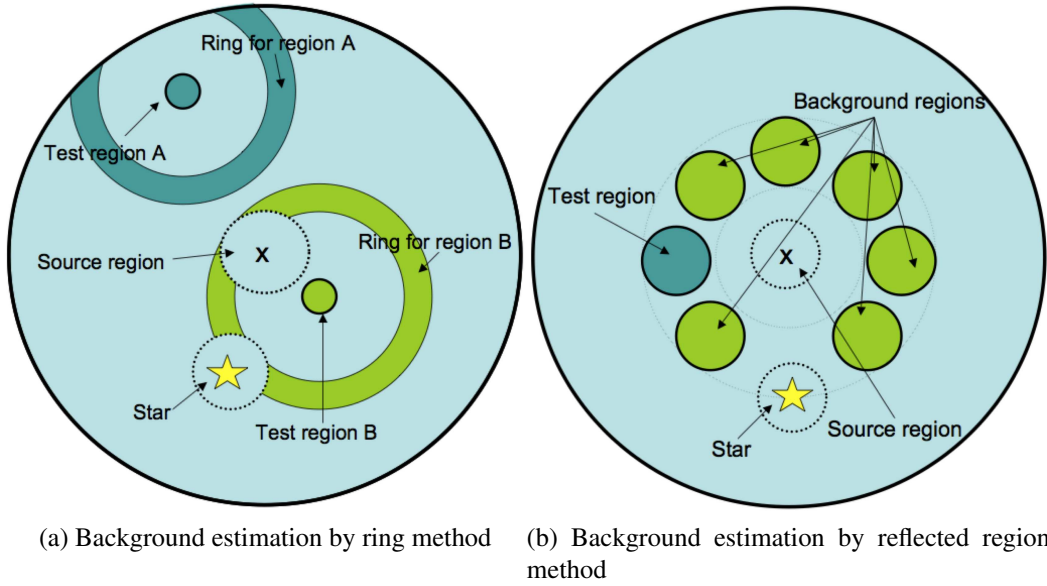 Ring for region A
Test region A
Source region
X
Ring for region B
Star
Test region B
Background regions
Test region
X
Star
Source region
(a) Background estimation by ring method
(b) Background estimation by reflected region
method